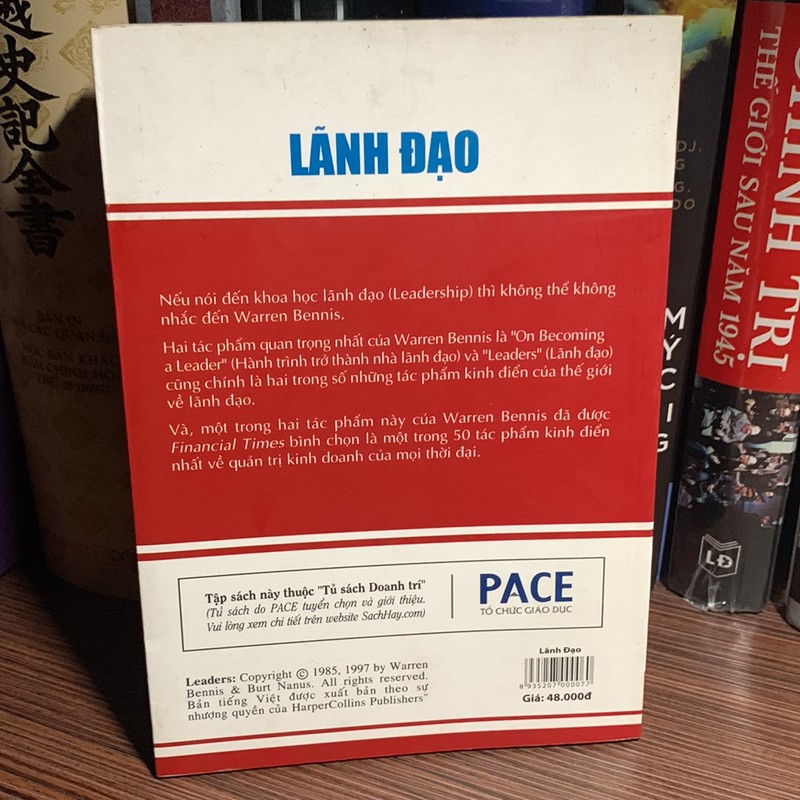 LÃNH ĐẠO
Nếu nói đến khoa học lãnh đạo (Leadership) thì không thể không
nhắc đến Warren Bennis.
Hai tác phẩm quan trọng nhất của Warren Bennis là "On Becoming
a Leader" (Hành trình trở thành nhà lãnh đạo) và "Leaders" (Lãnh đạo)
cũng chính là hai trong số những tác phẩm kinh điển của thế giới
về lãnh đạo.
Và, một trong hai tác phẩm này của Warren Bennis đã được
Financial Times bình chọn là một trong 50 tác phẩm kinh điển
nhất về quản trị kinh doanh của mọi thời đại.
Tập sách này thuộc "Tủ sách Doanh trí"
(Tủ sách do PACE tuyển chọn và giới thiệu.
Vui lòng xem chi tiết trên website SachHay.com)
PACE
TỔ CHỨC GIÁO DỤC
Leaders: Copyright © 1985, 1997 by Warren
Bennis & Burt Nanus. All rights reserved.
Bản tiếng Việt được xuất bản theo sự
nhượng quyền của HarperCollins Publishers"
Lãnh Đạo
8 935207 000077
Giá: 48.000đ
史記全書
BẢN IN
CHÍNH TRỊ
THẾ GIỚI SAU NĂM 1945
LĐ